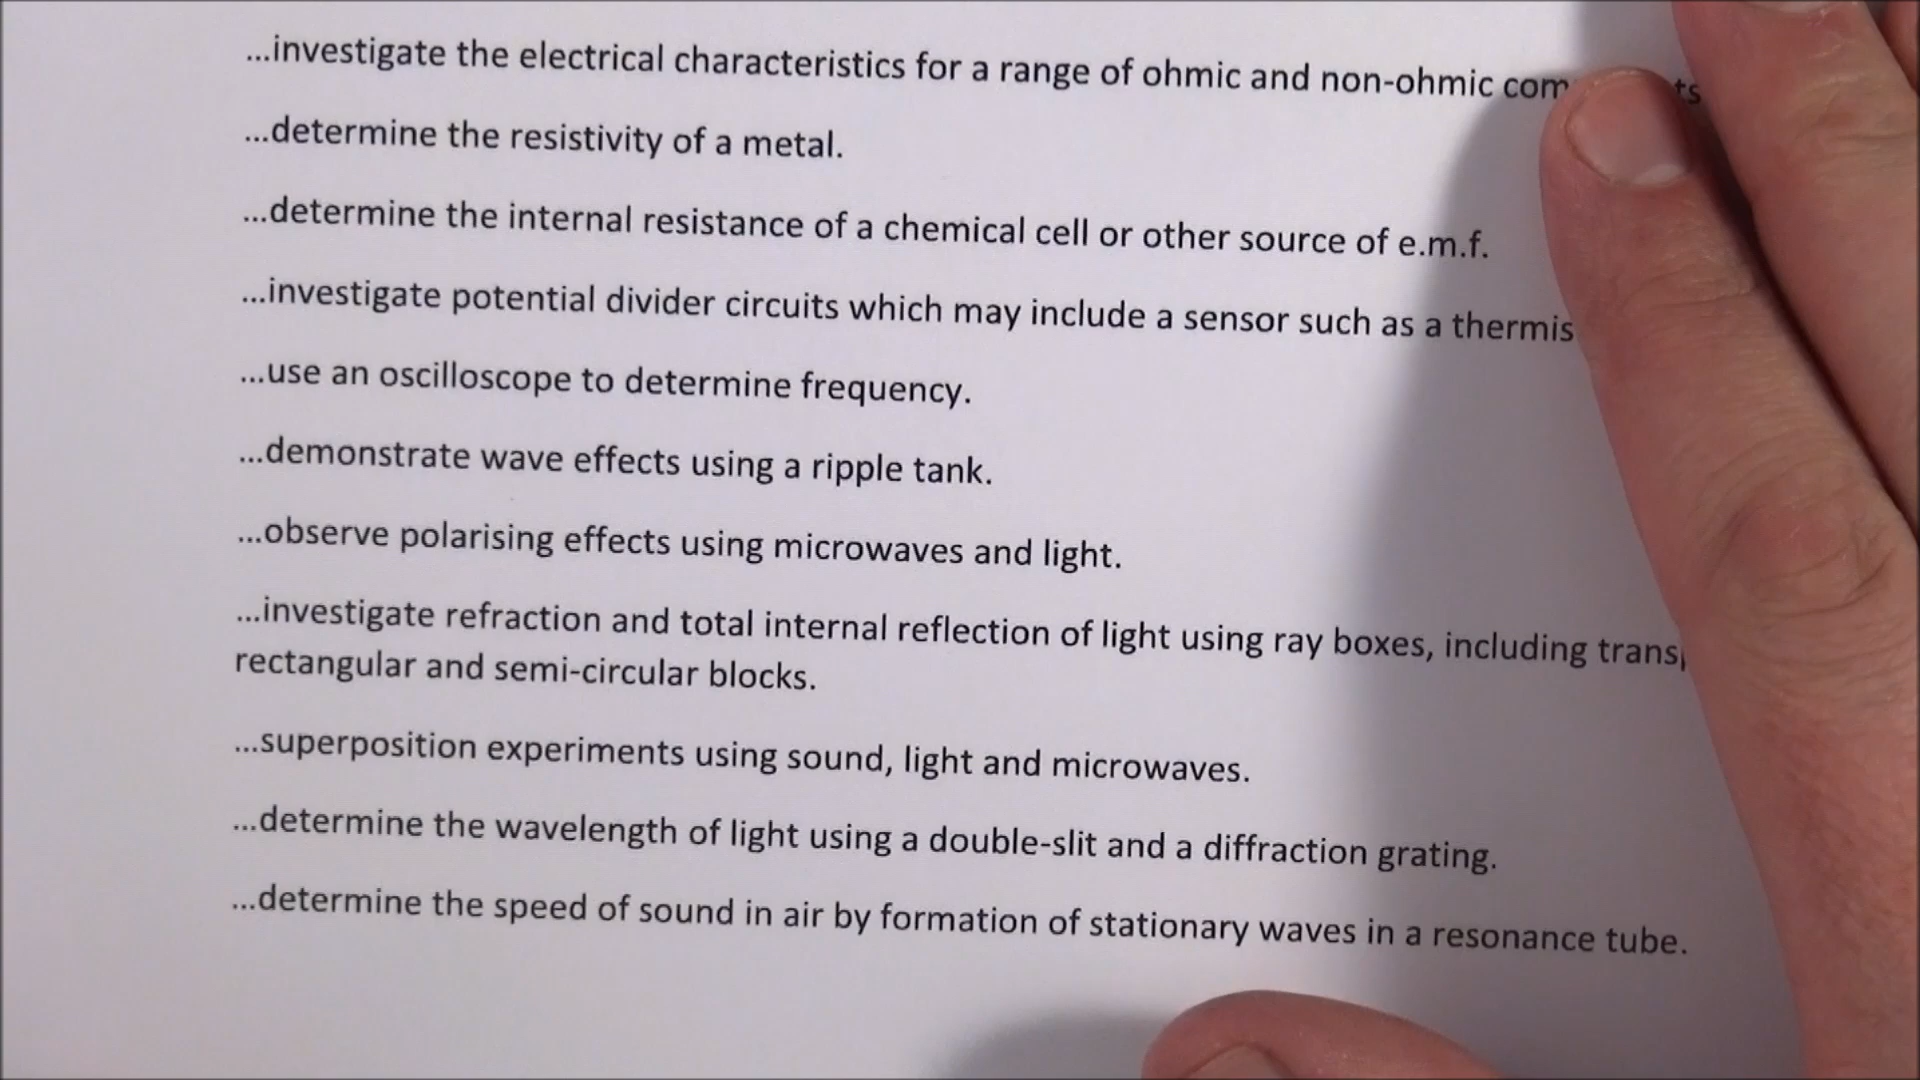 ...investigate the electrical characteristics for a range of ohmic and non-ohmic
...determine the resistivity of a metal.
...determine the internal resistance of a chemical cell or other source of e.m.f.
...investigate potential divider circuits which may include a sensor such as a
...use an oscilloscope to determine frequency.
...demonstrate wave effects using a ripple tank.
...observe polarising effects using microwaves and light.
...investigate refraction and total internal reflection of light using ray boxes, including
rectangular and semi-circular blocks.
...superposition experiments using sound, light and microwaves.
...determine the wavelength of light using a double-slit and a diffraction grating.
...determine the speed of sound in air by formation of stationary waves in a resonance tube.